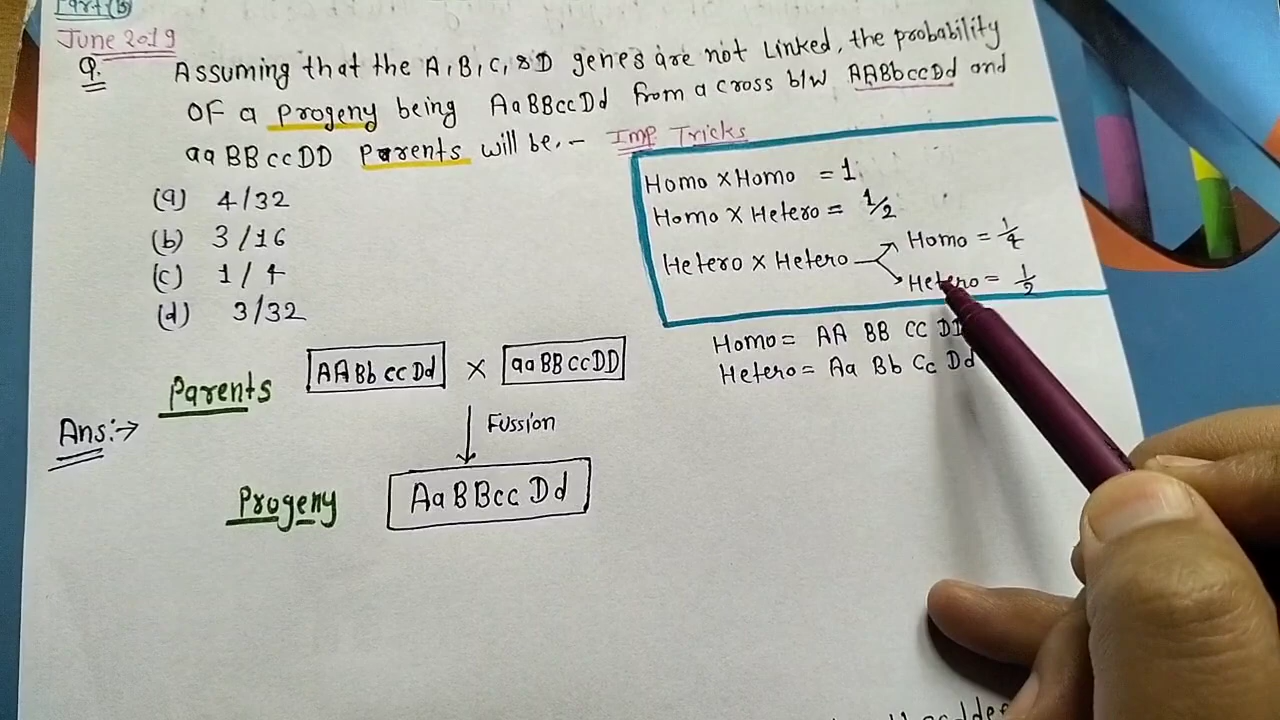 Part (B)
June 2019
Q. Assuming that the A, B, C, & D genes are not Linked, the probability
OF a progeny being AaBBccDd from a cross b/w AABbccDd and
aaBBccDD Parents will be. - Imp Tricks
(a) 4/32
(b) 3/16
(c) 1/4
(d) 3/32
Homo x Homo = 1
Homo x Hetero = 1/2
Hetero x Hetero → Homo = 1/4
→ Hetero = 1/2
Homo = AA BB CC DD
Hetero = Aa Bb Cc Dd
Parents AABbccDd x aaBBccDD
Ans:→
Fussion
Progeny AaBBccDd